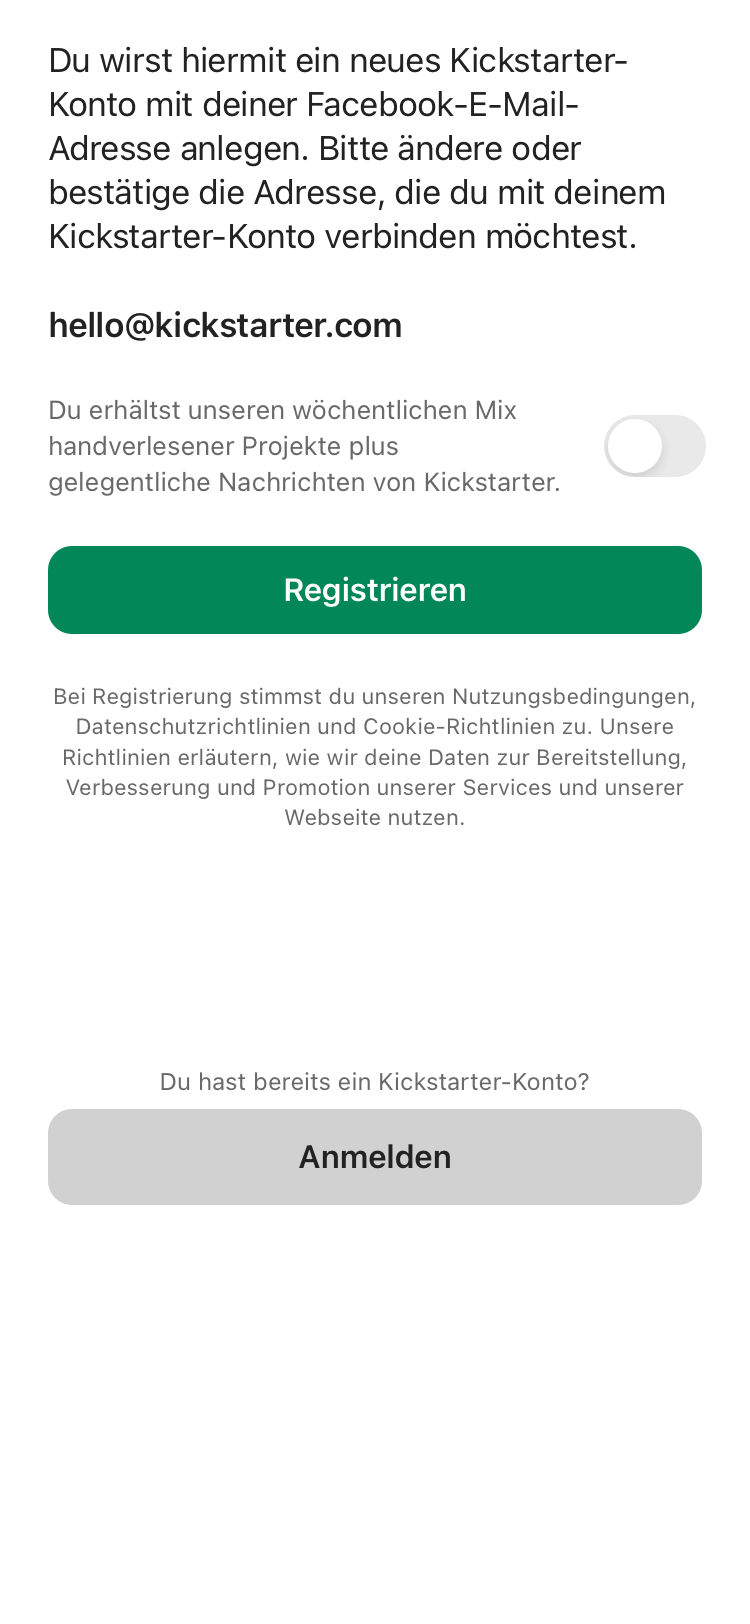 Du wirst hiermit ein neues Kickstarter-
Konto mit deiner Facebook-E-Mail-
Adresse anlegen. Bitte ändere oder
bestätige die Adresse, die du mit deinem
Kickstarter-Konto verbinden möchtest.
hello@kickstarter.com
Du erhältst unseren wöchentlichen Mix
handverlesener Projekte plus
gelegentliche Nachrichten von Kickstarter.
Registrieren
Bei Registrierung stimmst du unseren Nutzungsbedingungen,
Datenschutzrichtlinien und Cookie-Richtlinien zu. Unsere
Richtlinien erläutern, wie wir deine Daten zur Bereitstellung,
Verbesserung und Promotion unserer Services und unserer
Webseite nutzen.
Du hast bereits ein Kickstarter-Konto?
Anmelden